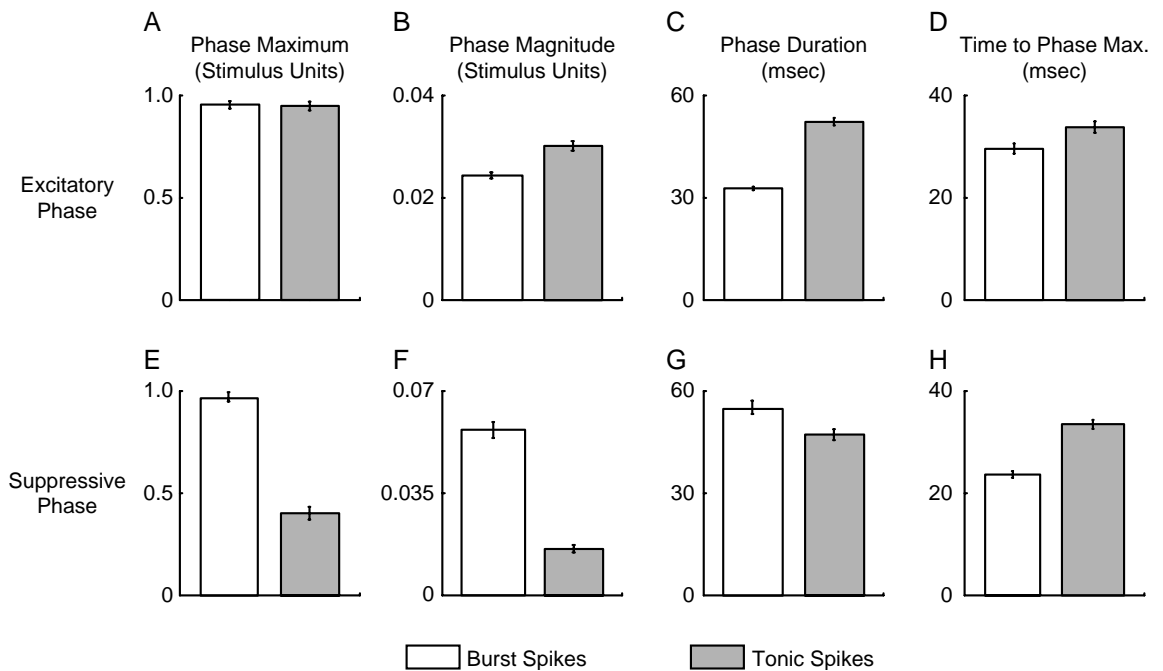 A
Phase Maximum
(Stimulus Units)
B
Phase Magnitude
(Stimulus Units)
C
Phase Duration
(msec)
D
Time to Phase Max.
(msec)
Excitatory
Phase
1.0
0.5
0
0.04
0.02
0
60
33
0
40
20
0
E
F
G
H
Suppressive
Phase
1.0
0.5
0
0.07
0.035
0
60
33
0
40
20
0
Burst Spikes
Tonic Spikes